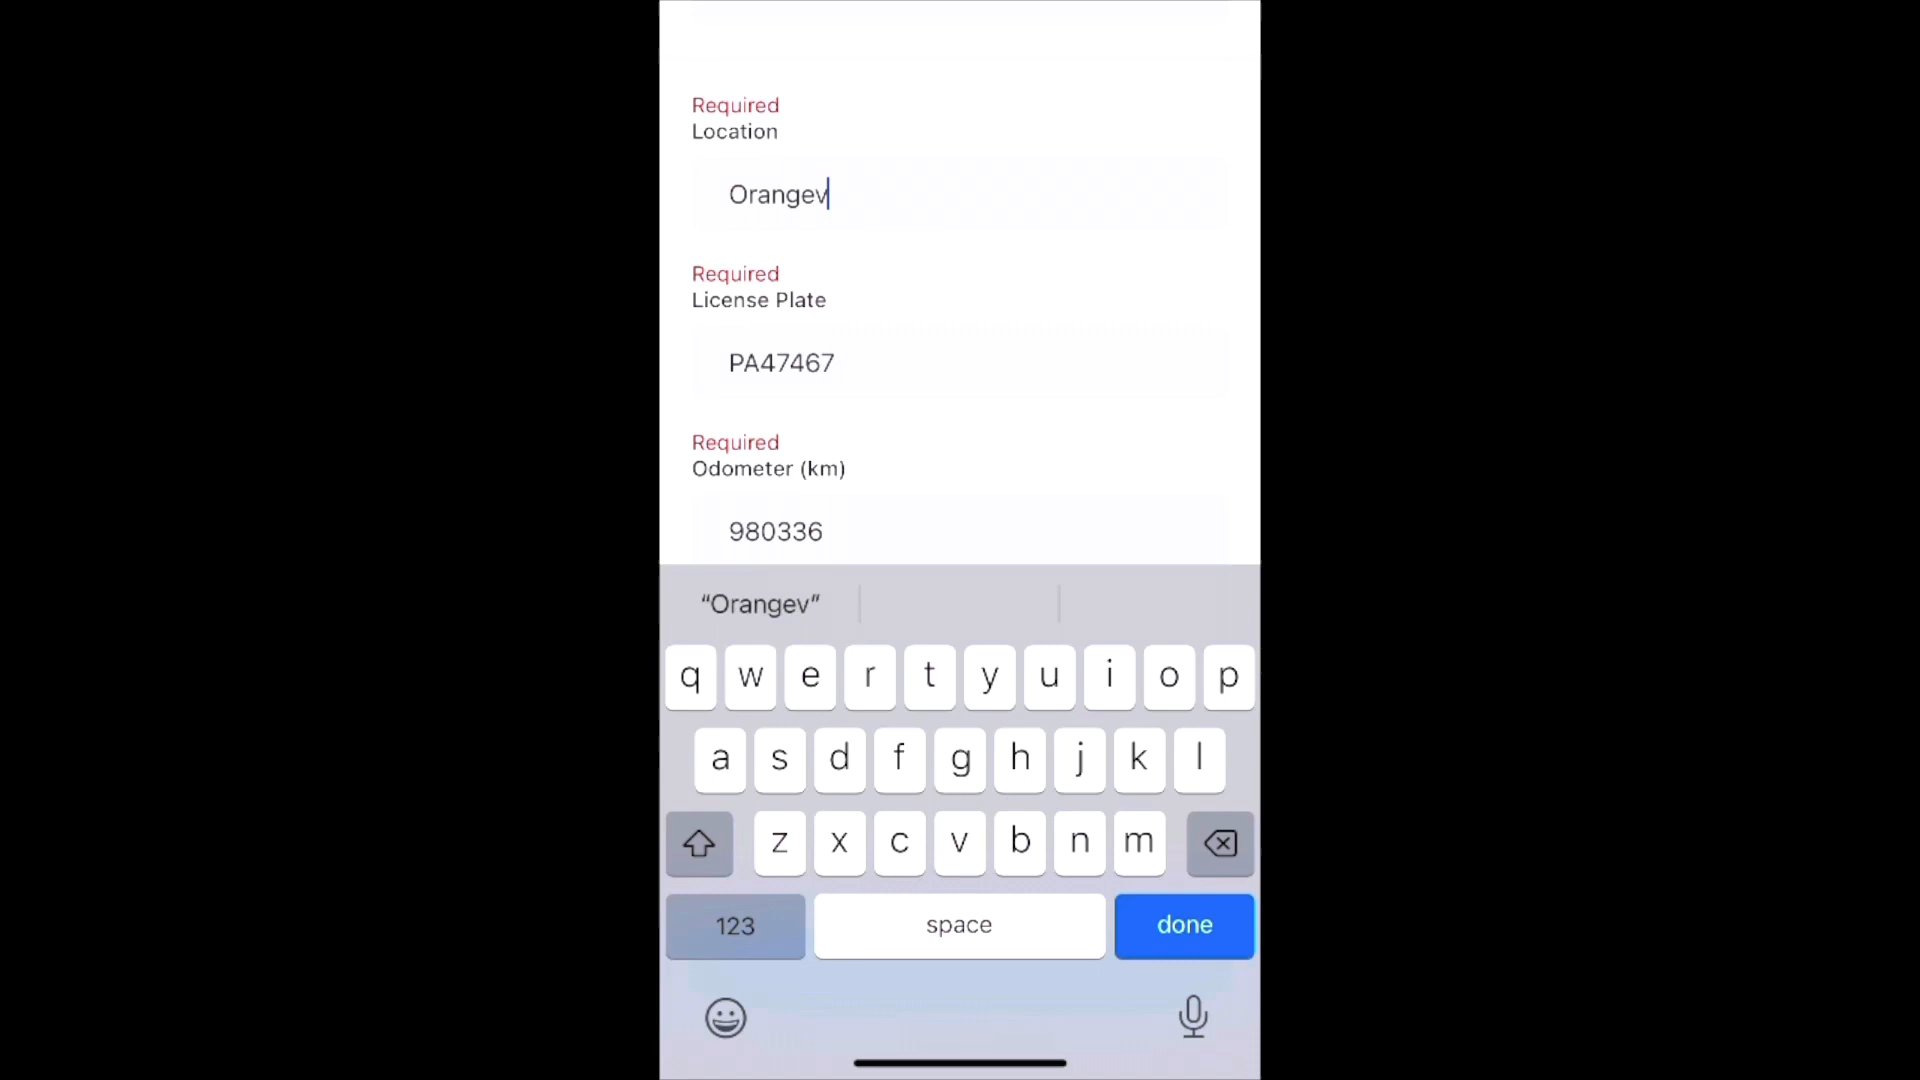 Required
Location
Orangev
Required
License Plate
PA47467
Required
Odometer (km)
980336
“Orangev”
q w e r t y u i o p
a s d f g h j k l
z x c v b n m
123 space done